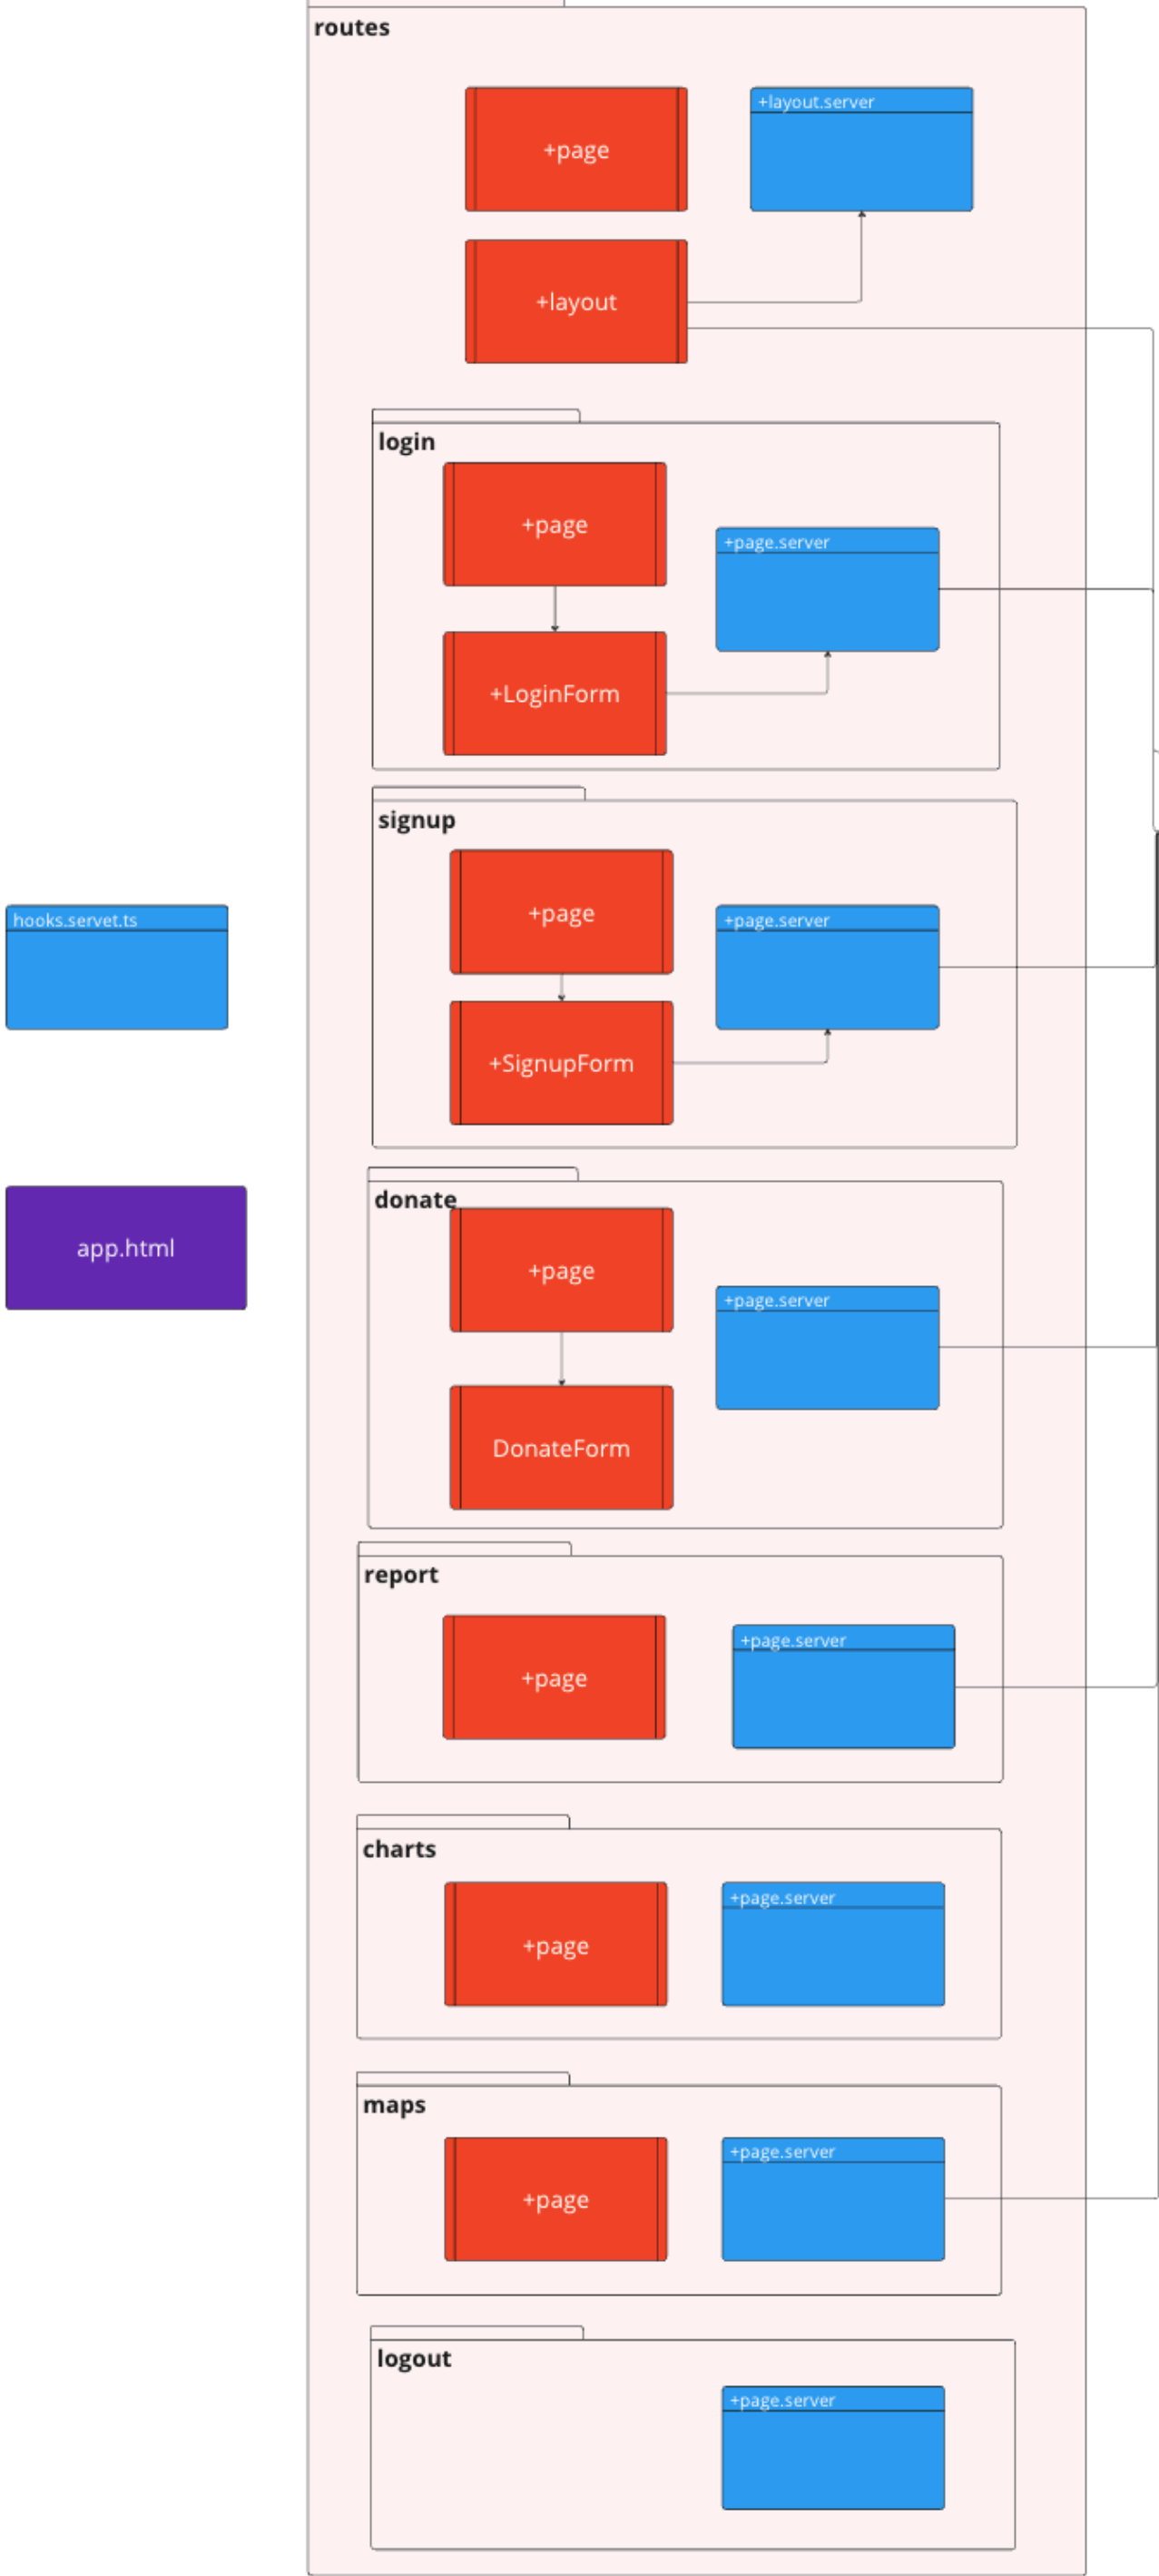 routes
+page
+layout.server
+layout
login
+page
+page.server
+LoginForm
signup
+page
+page.server
+SignupForm
hooks.servet.ts
app.html
donate
+page
+page.server
DonateForm
report
+page
+page.server
charts
+page
+page.server
maps
+page
+page.server
logout
+page.server